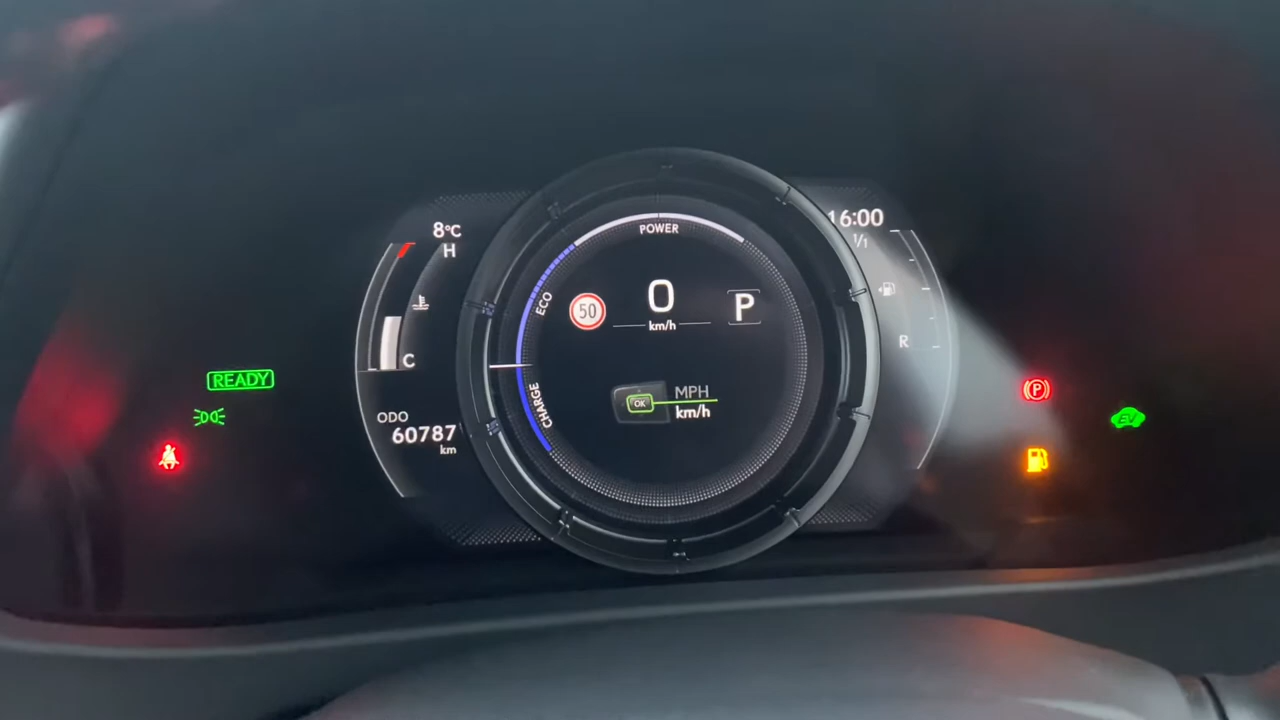 8°C
H
C
ODO
60787
km
READY
POWER
ECO
CHARGE
50
0
km/h
P
OK
MPH
km/h
16:00
1/1
R
P
EV